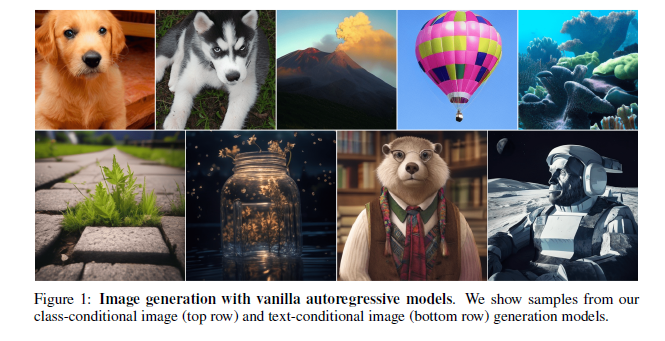 Figure 1: Image generation with vanilla autoregressive models. We show samples from our
class-conditional image (top row) and text-conditional image (bottom row) generation models.